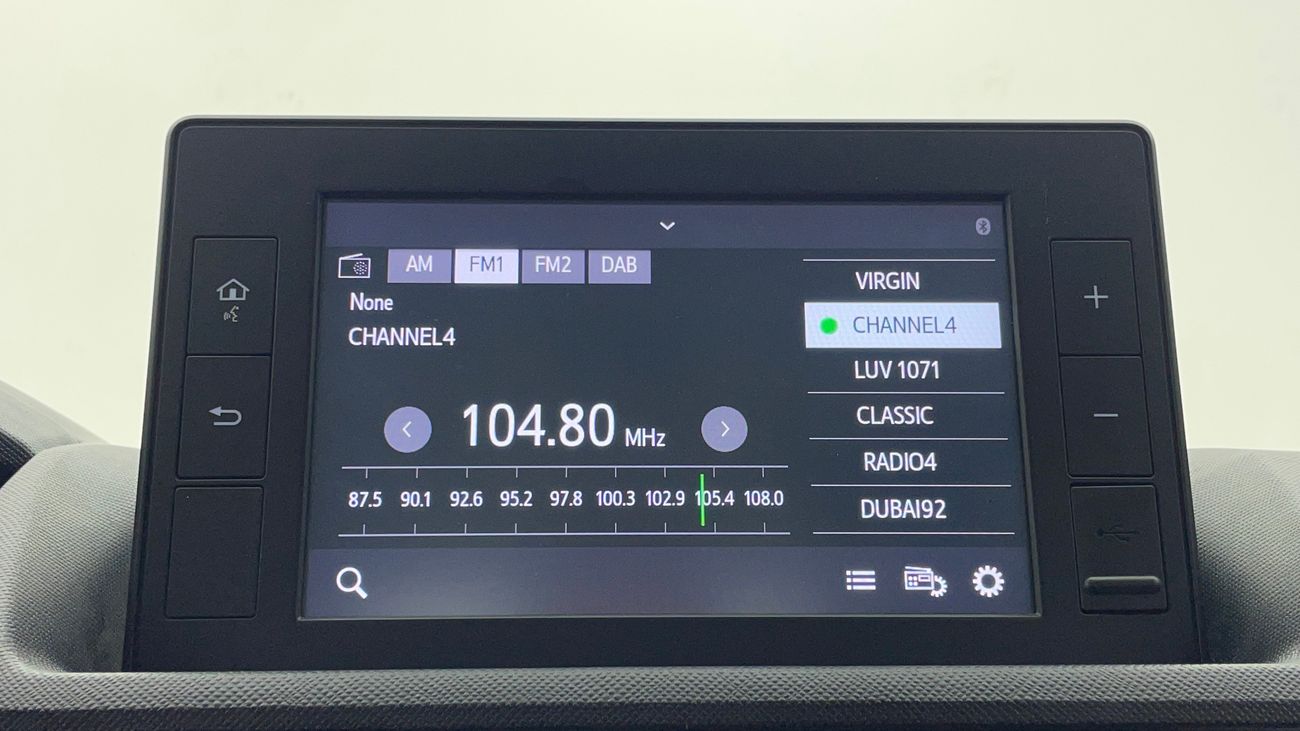 AM FM1 FM2 DAB
None
CHANNEL4
104.80 MHz
87.5 90.1 92.6 95.2 97.8 100.3 102.9 105.4 108.0
VIRGIN
CHANNEL4
LUV 1071
CLASSIC
RADIO4
DUBAI92